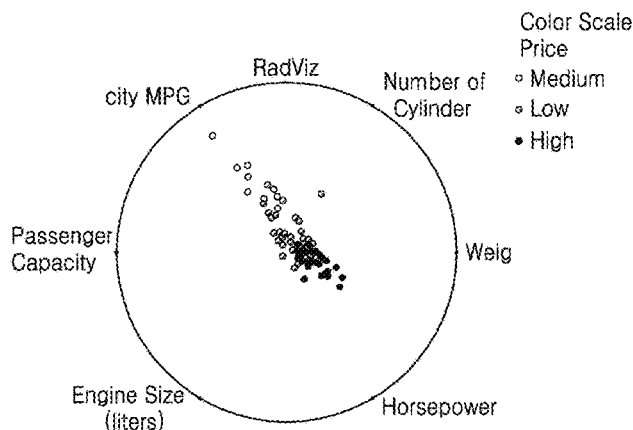 Color Scale
Price
Medium
Low
High
RadViz
Number of
Cylinder
city MPG
Passenger
Capacity
Weig
Engine Size
(liters)
Horsepower